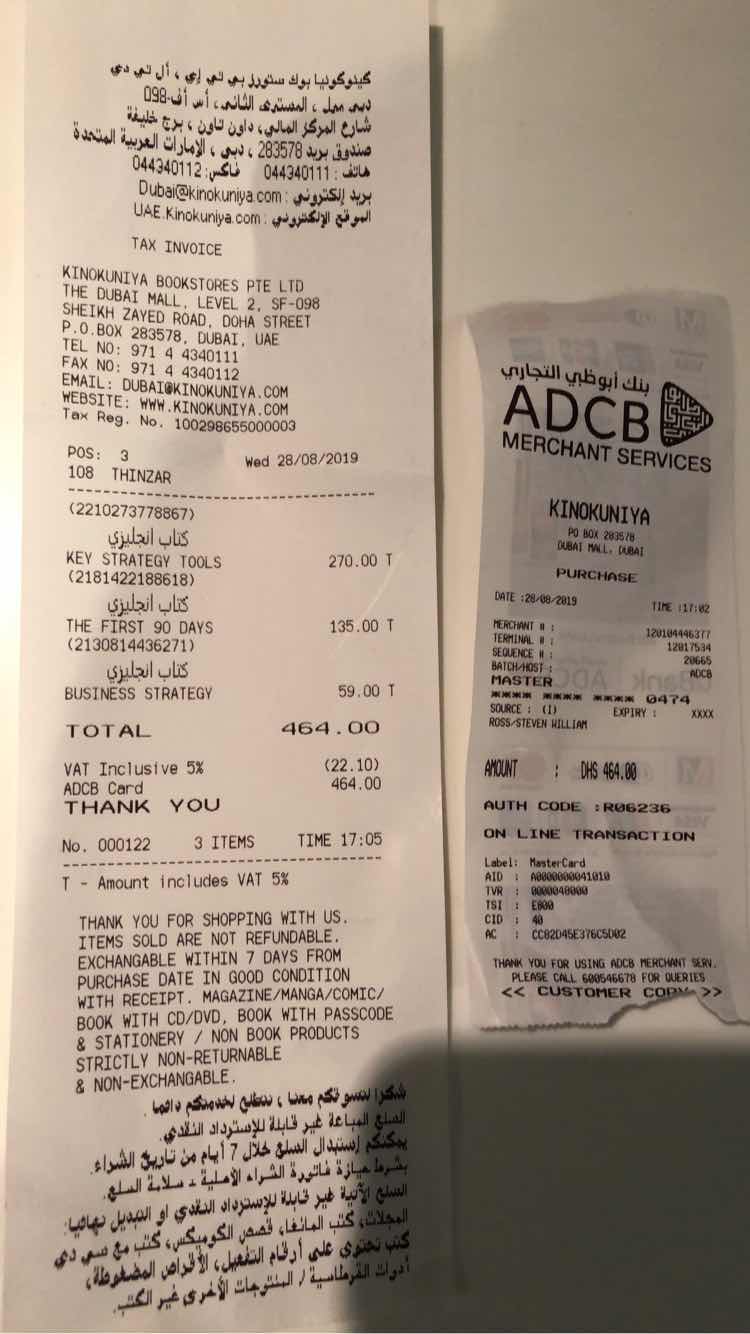 كينوكونيا بوك ستورز بي تي إي ، أل تي دي
دبي مول ، المستوى الثاني، أس أف-098
شارع المركز المالي، داون تاون ، برج خليفة
صندوق بريد 283578 ، دبي ، الإمارات العربية المتحدة
هاتف : 044340111 فاكس: 044340112
بريد إلكتروني : Dubai@kinokuniya.com
الموقع الإلكتروني : UAE.Kinokuniya.com
TAX INVOICE
KINOKUNIYA BOOKSTORES PTE LTD
THE DUBAI MALL, LEVEL 2, SF-098
SHEIKH ZAYED ROAD, DOHA STREET
P.O.BOX 283578, DUBAI, UAE
TEL NO: 971 4 4340111
FAX NO: 971 4 4340112
EMAIL: DUBAI@KINOKUNIYA.COM
WEBSITE: WWW.KINOKUNIYA.COM
Tax Reg. No. 100298655000003
POS: 3 Wed 28/08/2019
108 THINZAR
(2210273778867)
كتاب انجليزي
KEY STRATEGY TOOLS 270.00 T
(2181422188618)
كتاب انجليزي
THE FIRST 90 DAYS 135.00 T
(2130814436271)
كتاب انجليزي
BUSINESS STRATEGY 59.00 T
TOTAL 464.00
VAT Inclusive 5% (22.10)
ADCB Card 464.00
THANK YOU
No. 000122 3 ITEMS TIME 17:05
T - Amount includes VAT 5%
THANK YOU FOR SHOPPING WITH US.
ITEMS SOLD ARE NOT REFUNDABLE.
EXCHANGABLE WITHIN 7 DAYS FROM
PURCHASE DATE IN GOOD CONDITION
WITH RECEIPT. MAGAZINE/MANGA/COMIC/
BOOK WITH CD/DVD, BOOK WITH PASSCODE
& STATIONERY / NON BOOK PRODUCTS
STRICTLY NON-RETURNABLE
& NON-EXCHANGABLE.
شكرا لتسوقكم معنا ، نتطلع لخدمتكم دائما .
السلع المباعة غير قابلة للإسترداد النقدي.
يمكنكم إستبدال السلع خلال 7 أيام من تاريخ الشراء.
بشرط حيازة فاتورة الشراء الأصلية - سلامة السلع.
السلع الآتية غير قابلة للإسترداد النقدي او التبديل نهائيا:
المجلات، كتب المانغا، قصص الكوميكس، كتب مع سي دي
كتب تحتوي على أرقام التفعيل، الأقراص المضغوطة،
أدوات القرطاسية / المنتوجات الأخرى غير الكتب.
بنك أبوظبي التجاري
ADCB
MERCHANT SERVICES
KINOKUNIYA
PO BOX 283578
DUBAI MALL, DUBAI
PURCHASE
DATE :28/08/2019 TIME :17:02
MERCHANT # : 120104446377
TERMINAL # : 12017534
SEQUENCE # : 20665
BATCH/HOST : ADCB
MASTER
**** **** **** 0474
SOURCE : (I) EXPIRY : XXXX
ROSS/STEVEN WILLIAM
AMOUNT : DHS 464.00
AUTH CODE :R06236
ON LINE TRANSACTION
Label: MasterCard
AID : A0000000041010
TVR : 0000048000
TSI : E800
CID : 40
AC : CC82D45E376C5D02
THANK YOU FOR USING ADCB MERCHANT SERV.
PLEASE CALL 600546678 FOR QUERIES
<< CUSTOMER COPY >>